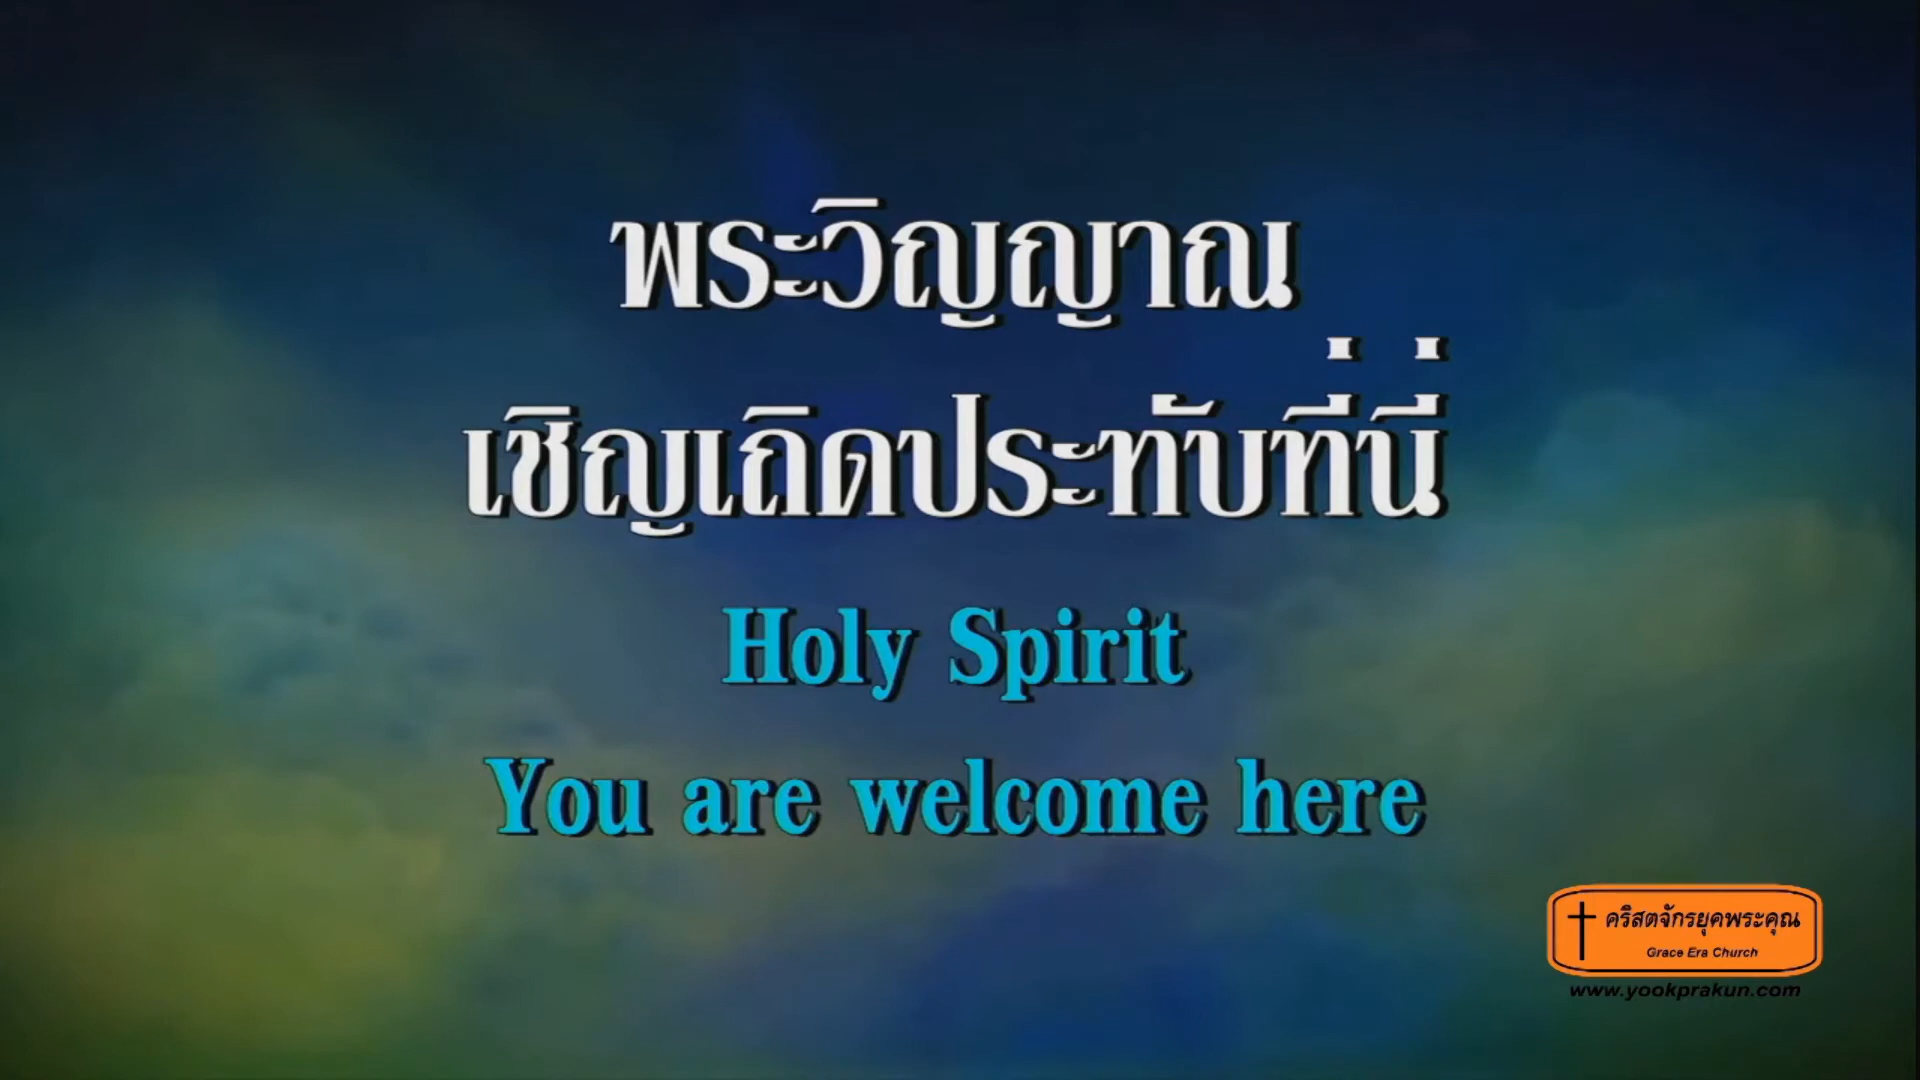 พระวิญญาณ
เชิญเถิดประทับที่นี่
Holy Spirit
You are welcome here
คริสตจักรยุคพระคุณ
Grace Era Church
www.yookprakun.com